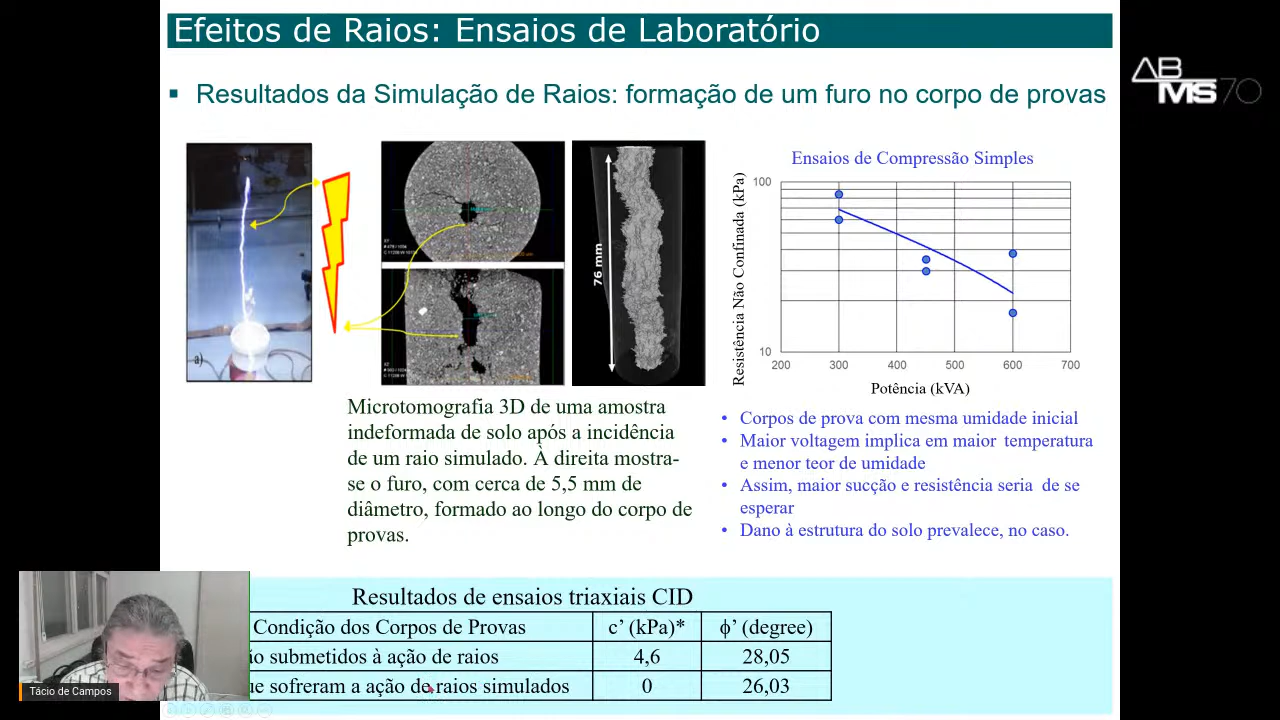 Efeitos de Raios: Ensaios de Laboratório
ABMS70
▪ Resultados da Simulação de Raios: formação de um furo no corpo de provas
a)
76 mm
Ensaios de Compressão Simples
Resistência Não Confinada (kPa)
100
10
200 300 400 500 600 700
Potência (kVA)
Microtomografia 3D de uma amostra
indeformada de solo após a incidência
de um raio simulado. À direita mostra-
se o furo, com cerca de 5,5 mm de
diâmetro, formado ao longo do corpo de
provas.
• Corpos de prova com mesma umidade inicial
• Maior voltagem implica em maior temperatura
e menor teor de umidade
• Assim, maior sucção e resistência seria de se
esperar
• Dano à estrutura do solo prevalece, no caso.
Resultados de ensaios triaxiais CID
Condição dos Corpos de Provas c’ (kPa)* ϕ’ (degree)
ão submetidos à ação de raios 4,6 28,05
ue sofreram a ação de raios simulados 0 26,03
Tácio de Campos